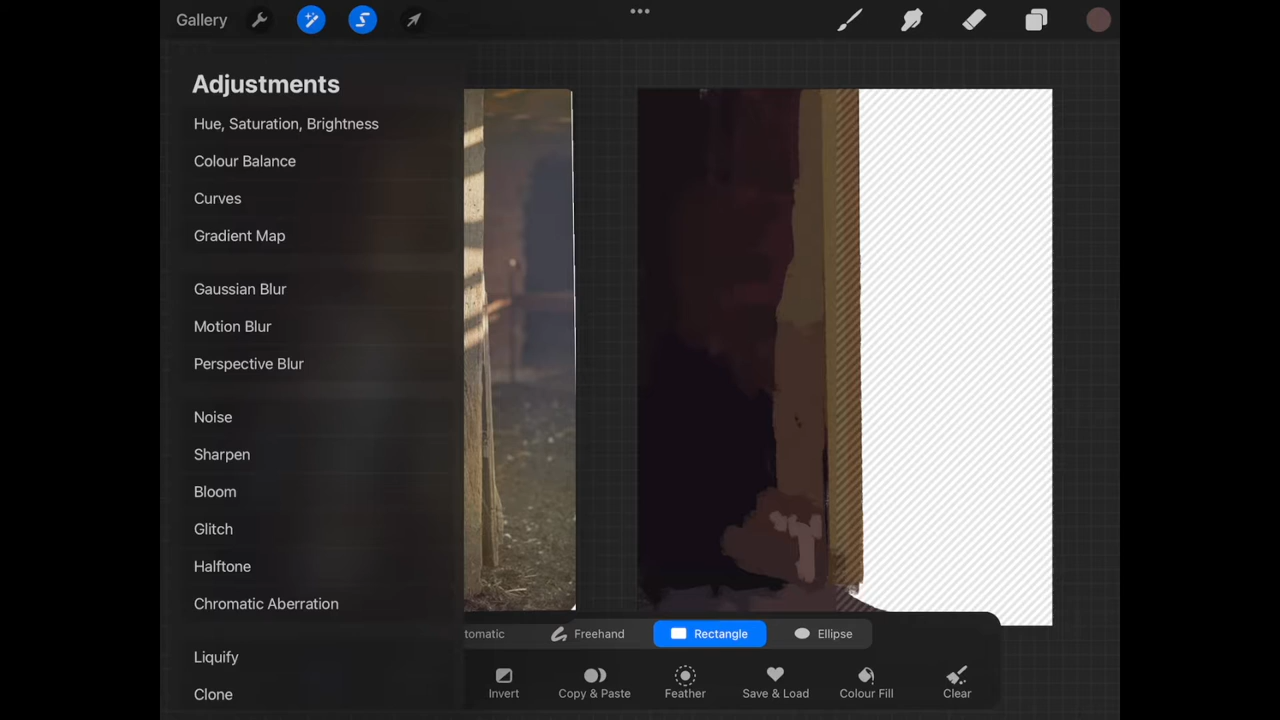 Gallery
Adjustments
Hue, Saturation, Brightness
Colour Balance
Curves
Gradient Map
Gaussian Blur
Motion Blur
Perspective Blur
Noise
Sharpen
Bloom
Glitch
Halftone
Chromatic Aberration
Liquify
Clone
tomatic Freehand Rectangle Ellipse
Invert Copy & Paste Feather Save & Load Colour Fill Clear